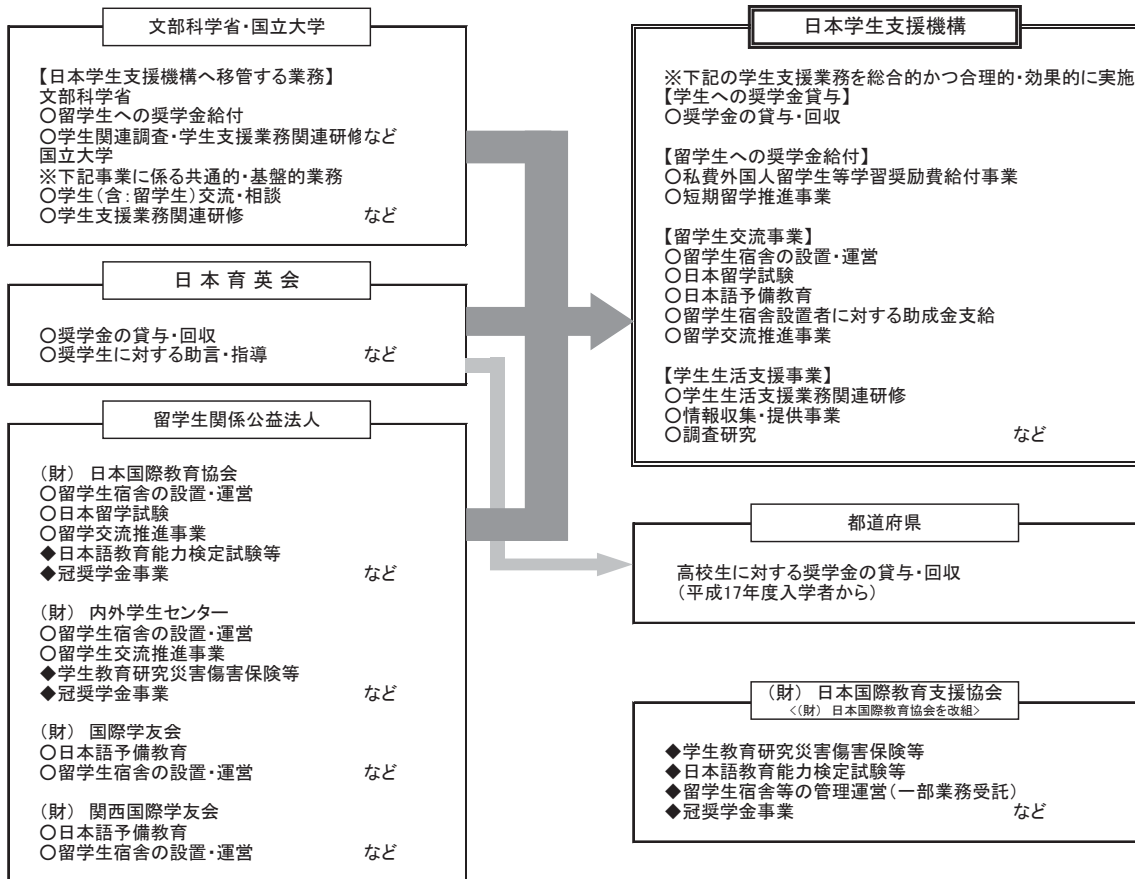 文部科学省・国立大学
【日本学生支援機構へ移管する業務】
文部科学省
○留学生への奨学金給付
○学生関連調査・学生支援業務関連研修など
国立大学
※下記事業に係る共通的・基盤的業務
○学生(含:留学生)交流・相談
○学生支援業務関連研修 など
日本育英会
○奨学金の貸与・回収
○奨学生に対する助言・指導 など
留学生関係公益法人
(財) 日本国際教育協会
○留学生宿舎の設置・運営
○日本留学試験
○留学交流推進事業
◆日本語教育能力検定試験等
◆冠奨学金事業 など
(財) 内外学生センター
○留学生宿舎の設置・運営
○留学生交流推進事業
◆学生教育研究災害傷害保険等
◆冠奨学金事業 など
(財) 国際学友会
○日本語予備教育
○留学生宿舎の設置・運営 など
(財) 関西国際学友会
○日本語予備教育
○留学生宿舎の設置・運営 など
日本学生支援機構
※下記の学生支援業務を総合的かつ合理的・効果的に実施
【学生への奨学金貸与】
○奨学金の貸与・回収
【留学生への奨学金給付】
○私費外国人留学生等学習奨励費給付事業
○短期留学推進事業
【留学生交流事業】
○留学生宿舎の設置・運営
○日本留学試験
○日本語予備教育
○留学生宿舎設置者に対する助成金支給
○留学交流推進事業
【学生生活支援事業】
○学生生活支援業務関連研修
○情報収集・提供事業
○調査研究 など
都道府県
高校生に対する奨学金の貸与・回収
(平成17年度入学者から)
(財) 日本国際教育支援協会
<(財) 日本国際教育協会を改組>
◆学生教育研究災害傷害保険等
◆日本語教育能力検定試験等
◆留学生宿舎等の管理運営(一部業務受託)
◆冠奨学金事業 など